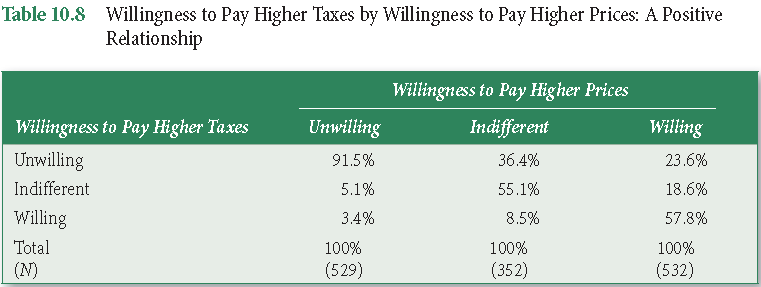 Table 10.8 Willingness to Pay Higher Taxes by Willingness to Pay Higher Prices: A Positive
Relationship
Willingness to Pay Higher Prices
Willingness to Pay Higher Taxes Unwilling Indifferent Willing
Unwilling 91.5% 36.4% 23.6%
Indifferent 5.1% 55.1% 18.6%
Willing 3.4% 8.5% 57.8%
Total 100% 100% 100%
(N) (529) (352) (532)